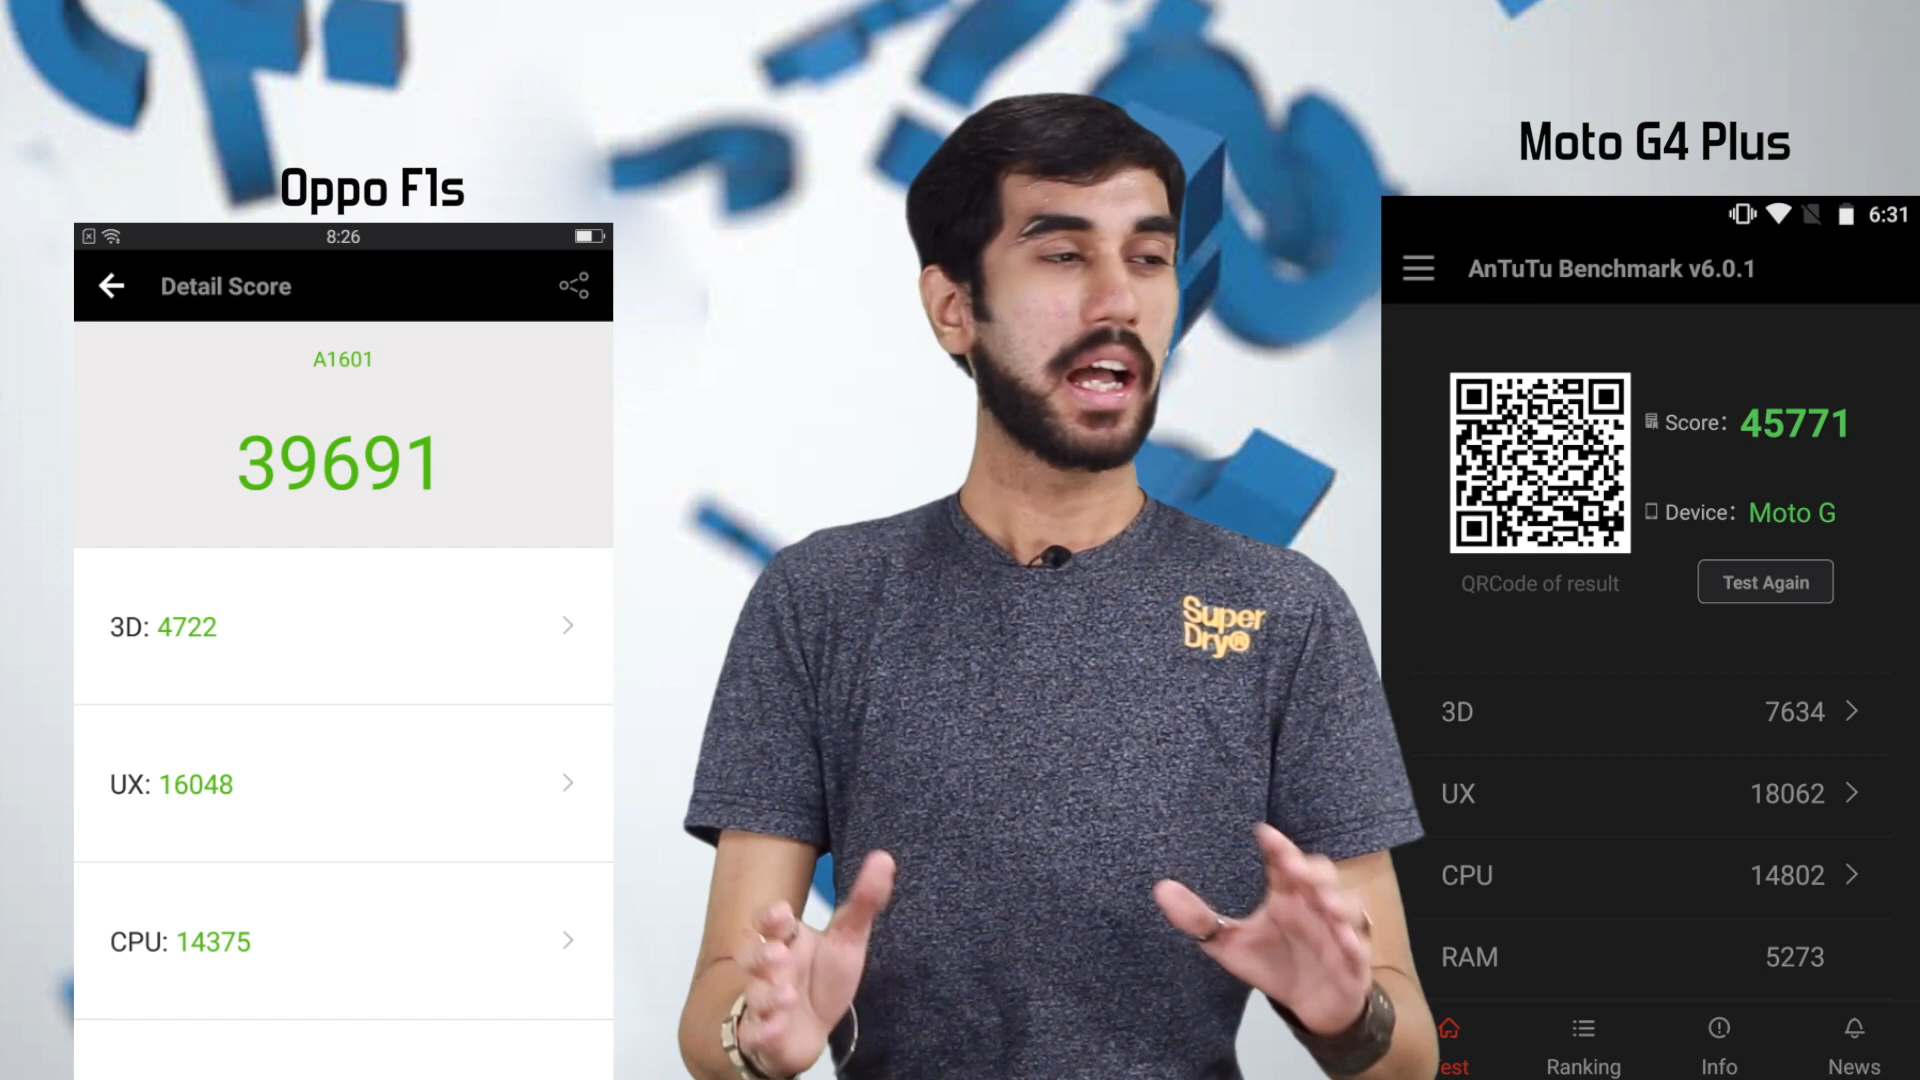 Oppo F1s
8:26
Detail Score
A1601
39691
3D: 4722
UX: 16048
CPU: 14375
Super
Dry®
Moto G4 Plus
6:31
AnTuTu Benchmark v6.0.1
Score: 45771
Device: Moto G
QRCode of result
Test Again
3D 7634
UX 18062
CPU 14802
RAM 5273
est Ranking Info News